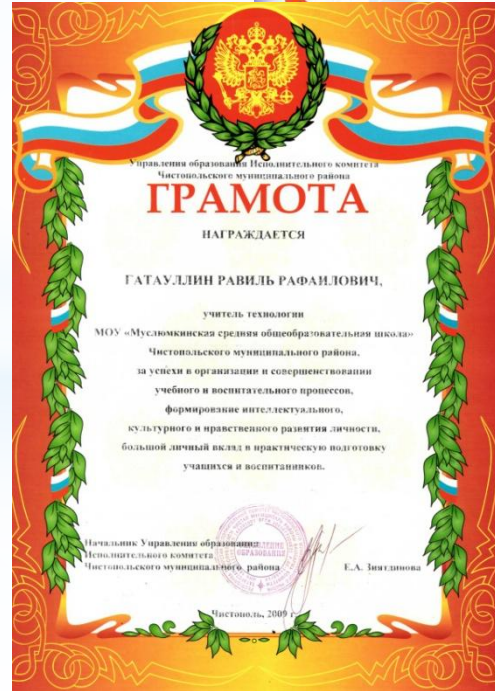 Управления образования Исполнительного комитета
Чистопольского муниципального района
ГРАМОТА
НАГРАЖДАЕТСЯ
ГАТАУЛЛИН РАВИЛЬ РАФАИЛОВИЧ,
учитель технологии
МОУ «Муслюмкинская средняя общеобразовательная школа»
Чистопольского муниципального района,
за успехи в организации и совершенствовании
учебного и воспитательного процессов,
формирование интеллектуального,
культурного и нравственного развития личности,
большой личный вклад в практическую подготовку
учащихся и воспитанников.
Начальник Управления образования
Исполнительного комитета
Чистопольского муниципального района Е.А. Зиятдинова
УПРАВЛЕНИЕ
ОБРАЗОВАНИЯ
Чистополь, 2009 г.